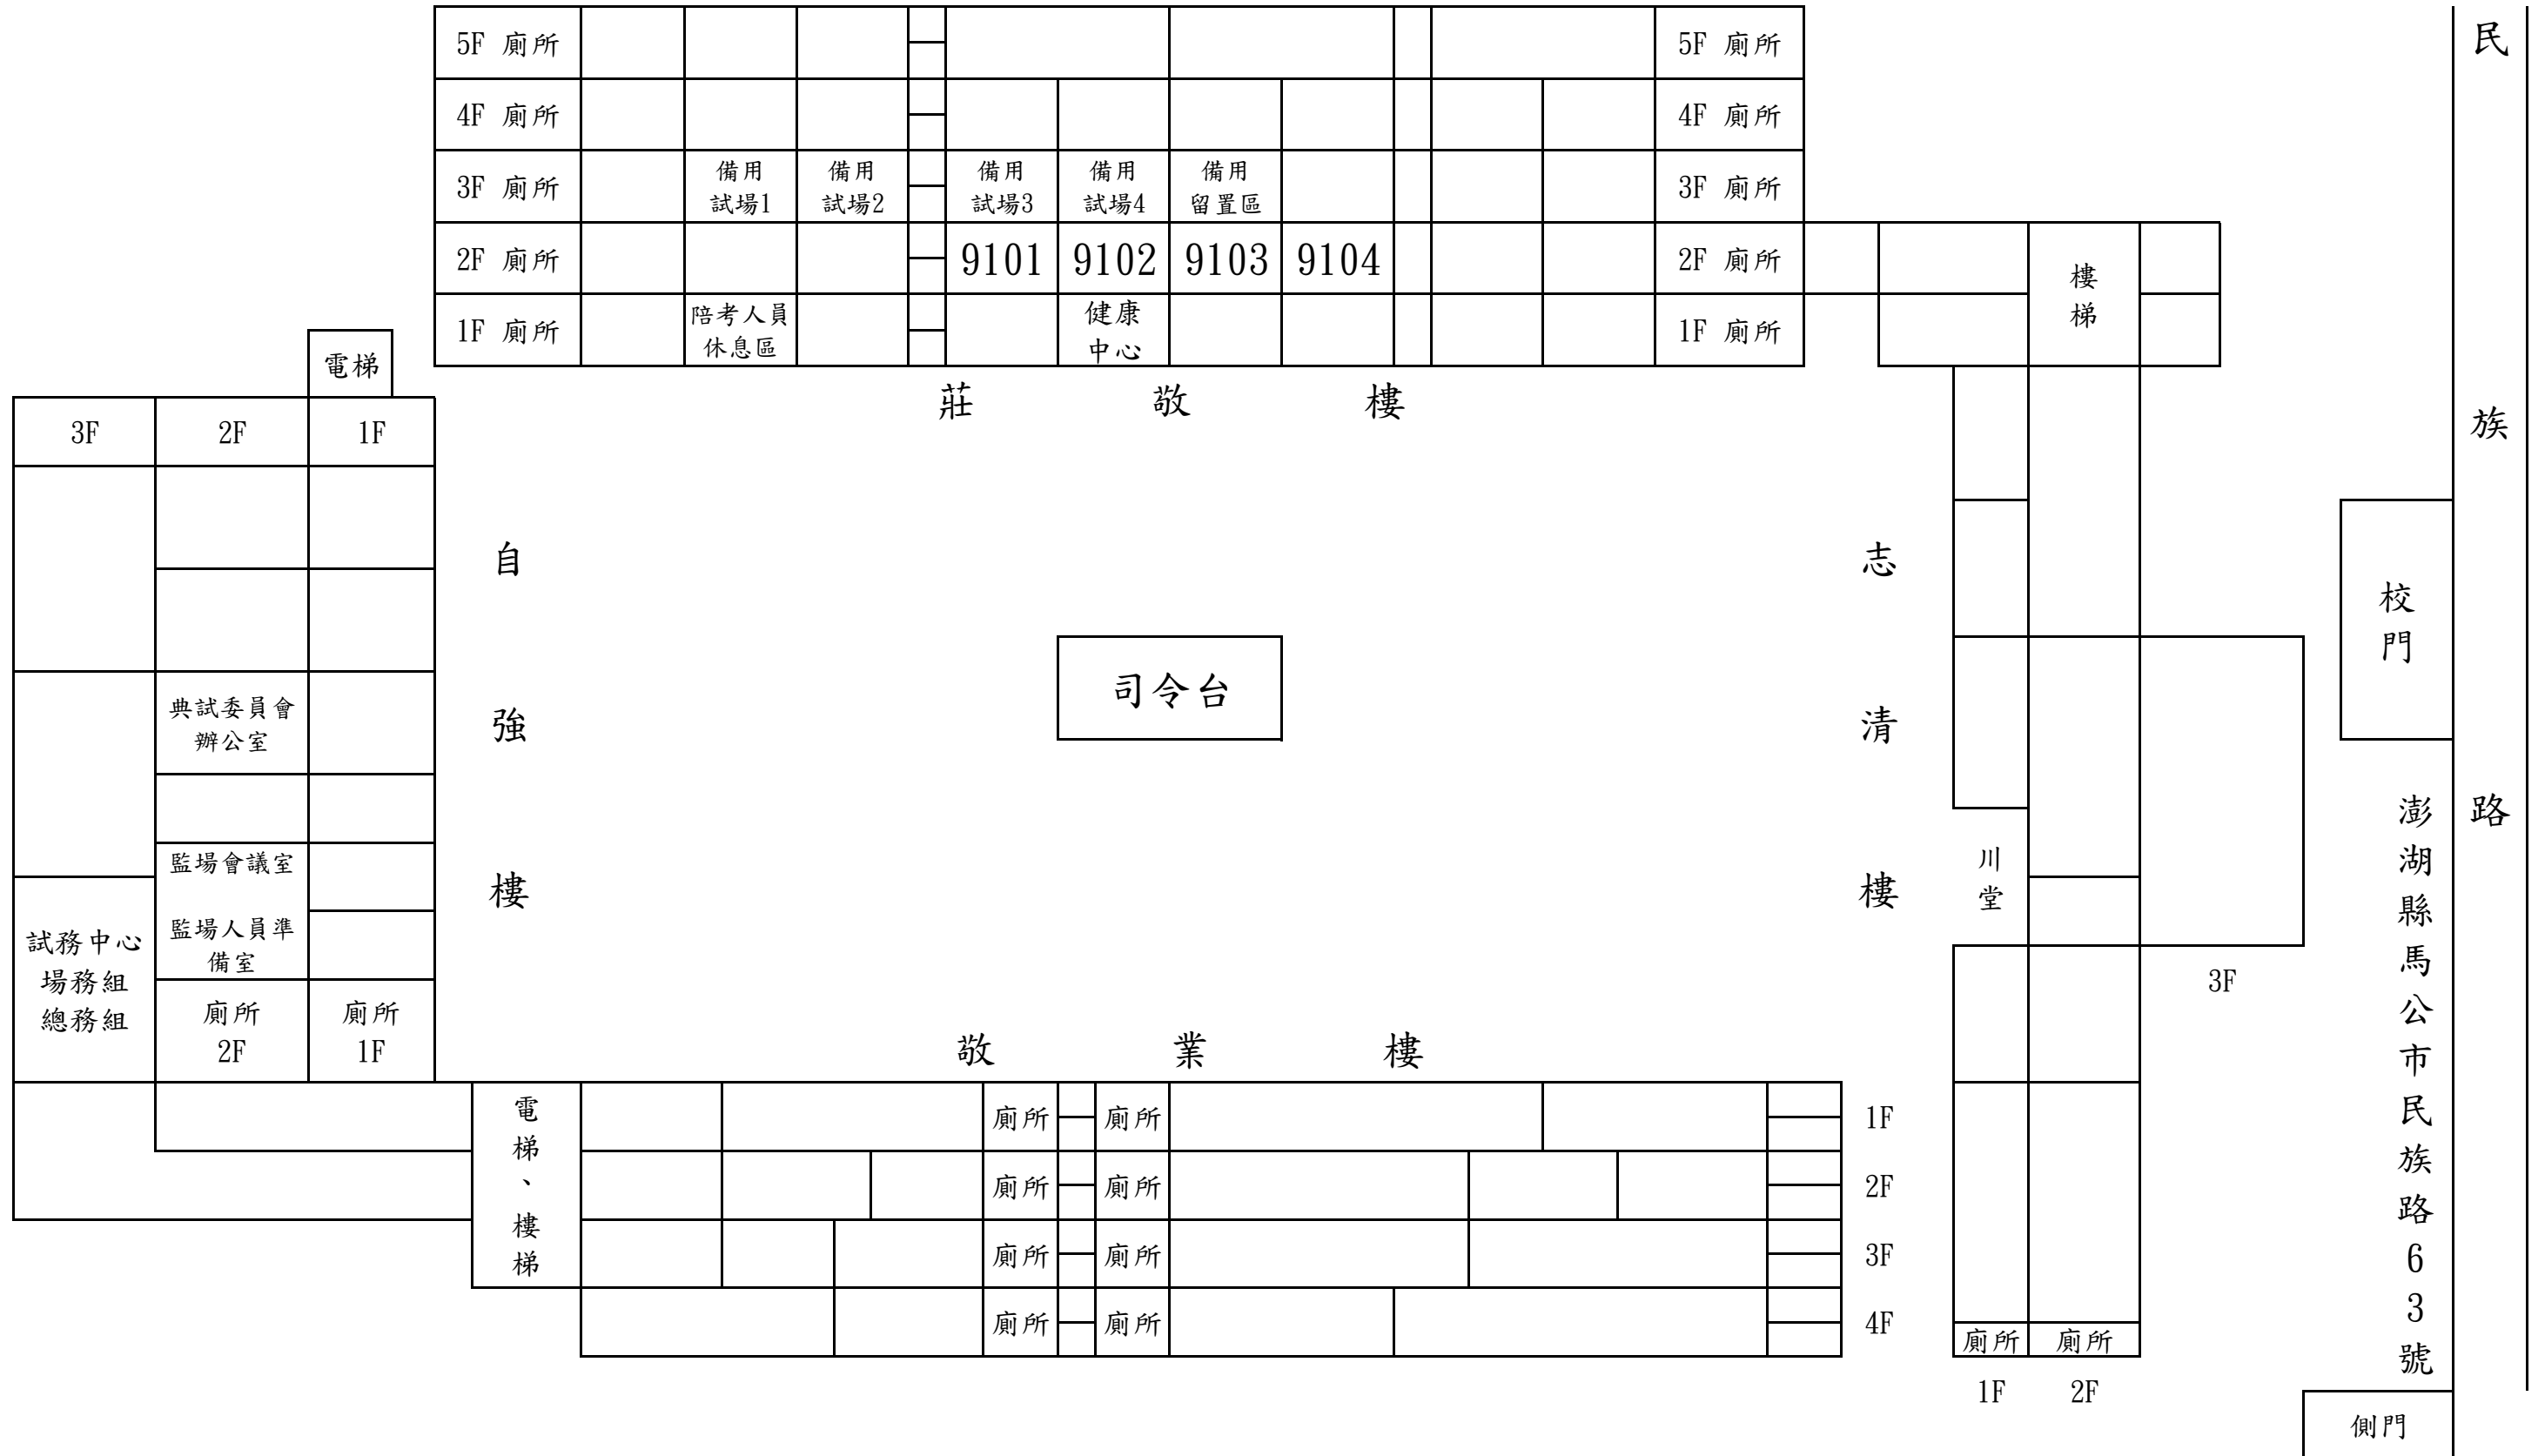 5F 廁所
5F 廁所
4F 廁所
4F 廁所
3F 廁所
備用
試場1
備用
試場2
備用
試場3
備用
試場4
備用
留置區
3F 廁所
2F 廁所
9101
9102
9103
9104
2F 廁所
1F 廁所
陪考人員
休息區
健康
中心
1F 廁所
樓梯
莊敬樓
電梯
3F
2F
1F
典試委員會
辦公室
監場會議室
監場人員準
備室
試務中心
場務組
總務組
廁所
2F
廁所
1F
自強樓
司令台
志清樓
川堂
3F
敬業樓
電梯、樓梯
廁所
廁所
1F
廁所
廁所
2F
廁所
廁所
3F
廁所
廁所
4F
廁所
廁所
1F
2F
校門
民族路
澎湖縣馬公市民族路63號
側門